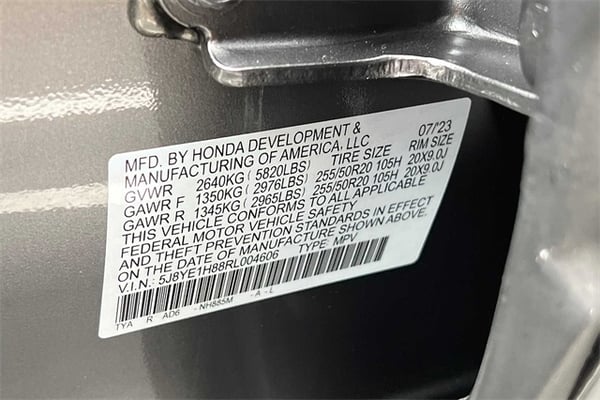 MFD. BY HONDA DEVELOPMENT & 07/'23
MANUFACTURING OF AMERICA, LLC TIRE SIZE RIM SIZE
GVWR 2640KG ( 5820LBS)
GAWR F 1350KG ( 2976LBS) 255/50R20 105H 20X9.0J
GAWR R 1345KG ( 2965LBS) 255/50R20 105H 20X9.0J
THIS VEHICLE CONFORMS TO ALL APPLICABLE
FEDERAL MOTOR VEHICLE SAFETY
AND THEFT PREVENTION STANDARDS IN EFFECT
ON THE DATE OF MANUFACTURE SHOWN ABOVE.
V.I.N.: 5J8YE1H88RL004606 TYPE: MPV
TYA R AD6 - NH885M - A - L